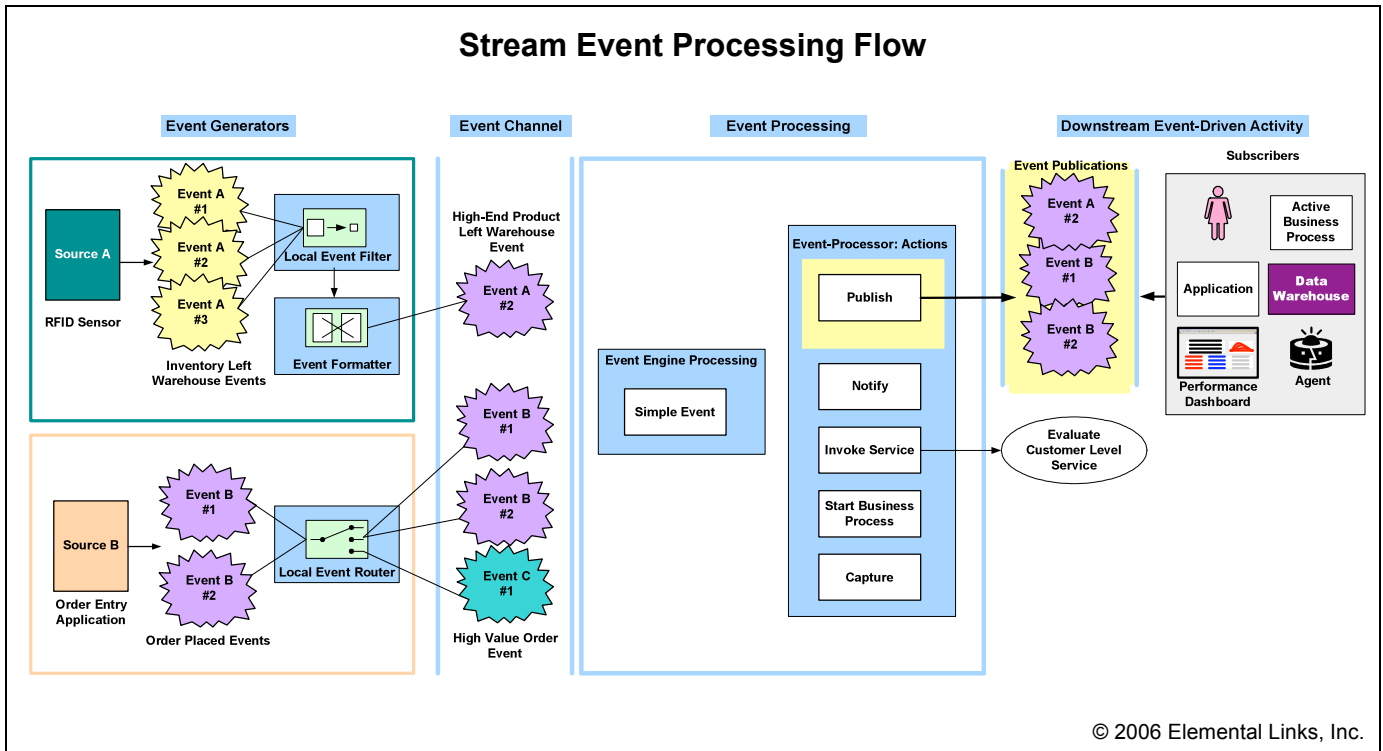 Stream Event Processing Flow
Event Generators
Event Channel
Event Processing
Downstream Event-Driven Activity
Source A
RFID Sensor
Event A
#1
Event A
#2
Event A
#3
Inventory Left
Warehouse Events
Local Event Filter
Event Formatter
Source B
Order Entry
Application
Event B
#1
Event B
#2
Order Placed Events
Local Event Router
High-End Product
Left Warehouse
Event
Event A
#2
Event B
#1
Event B
#2
Event C
#1
High Value Order
Event
Event Engine Processing
Simple Event
Event-Processor: Actions
Publish
Notify
Invoke Service
Start Business
Process
Capture
Event Publications
Event A
#2
Event B
#1
Event B
#2
Evaluate
Customer Level
Service
Subscribers
Active
Business
Process
Application
Data
Warehouse
Performance
Dashboard
Agent
© 2006 Elemental Links, Inc.